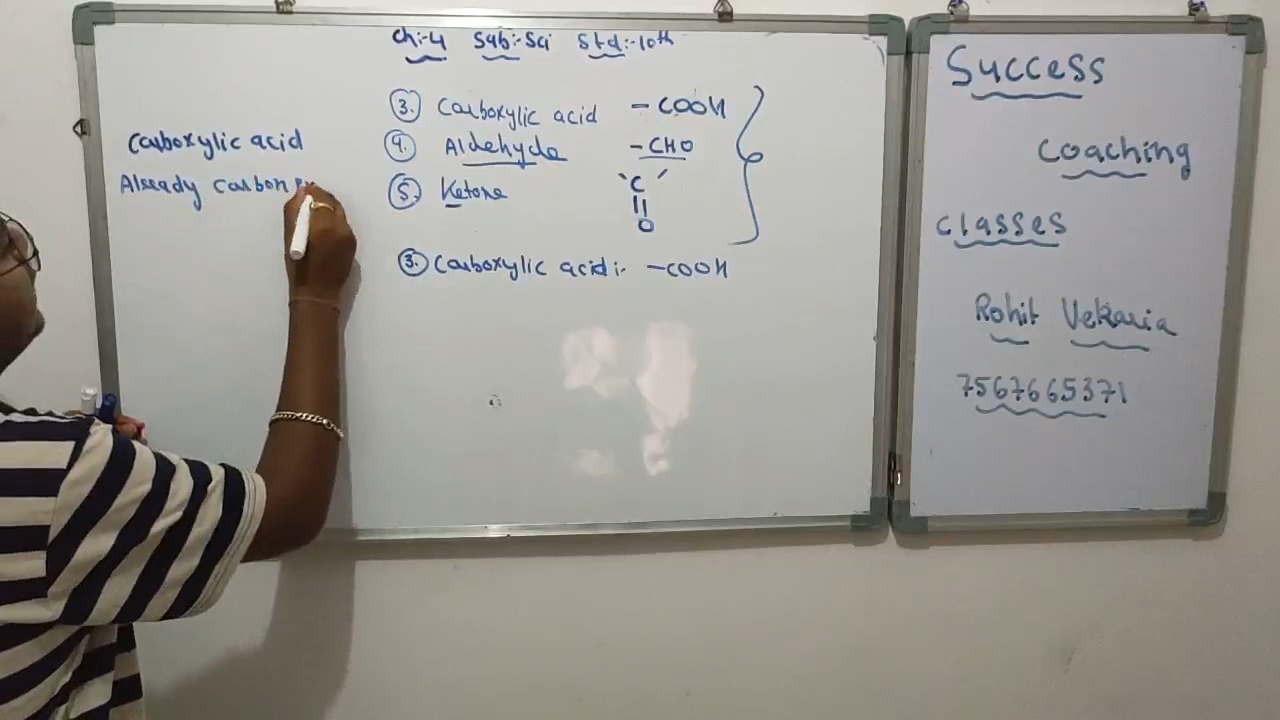 Ch:-4 Sub:-Sci Std:-10th
3. Carboxylic acid -COOH
4. Aldehyde -CHO
5. Ketone C
O
3. Carboxylic acid:- -COOH
Carboxylic acid
Already carbon
Success
Coaching
Classes
Rohit Vekaria
7567665371